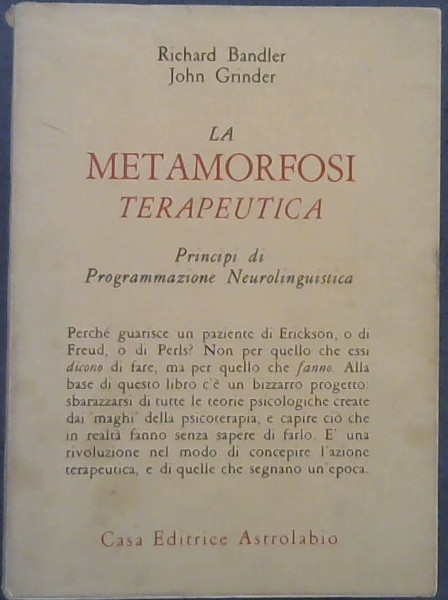 Richard Bandler
John Grinder
LA
METAMORFOSI
TERAPEUTICA
Principi di
Programmazione Neurolinguistica
Perché guarisce un paziente di Erickson, o di
Freud, o di Perls? Non per quello che essi
dicono di fare, ma per quello che fanno. Alla
base di questo libro c'è un bizzarro progetto:
sbarazzarsi di tutte le teorie psicologiche create
dai 'maghi' della psicoterapia, e capire ciò che
in realtà fanno senza sapere di farlo. E' una
rivoluzione nel modo di concepire l'azione
terapeutica, e di quelle che segnano un'epoca.
Casa Editrice Astrolabio